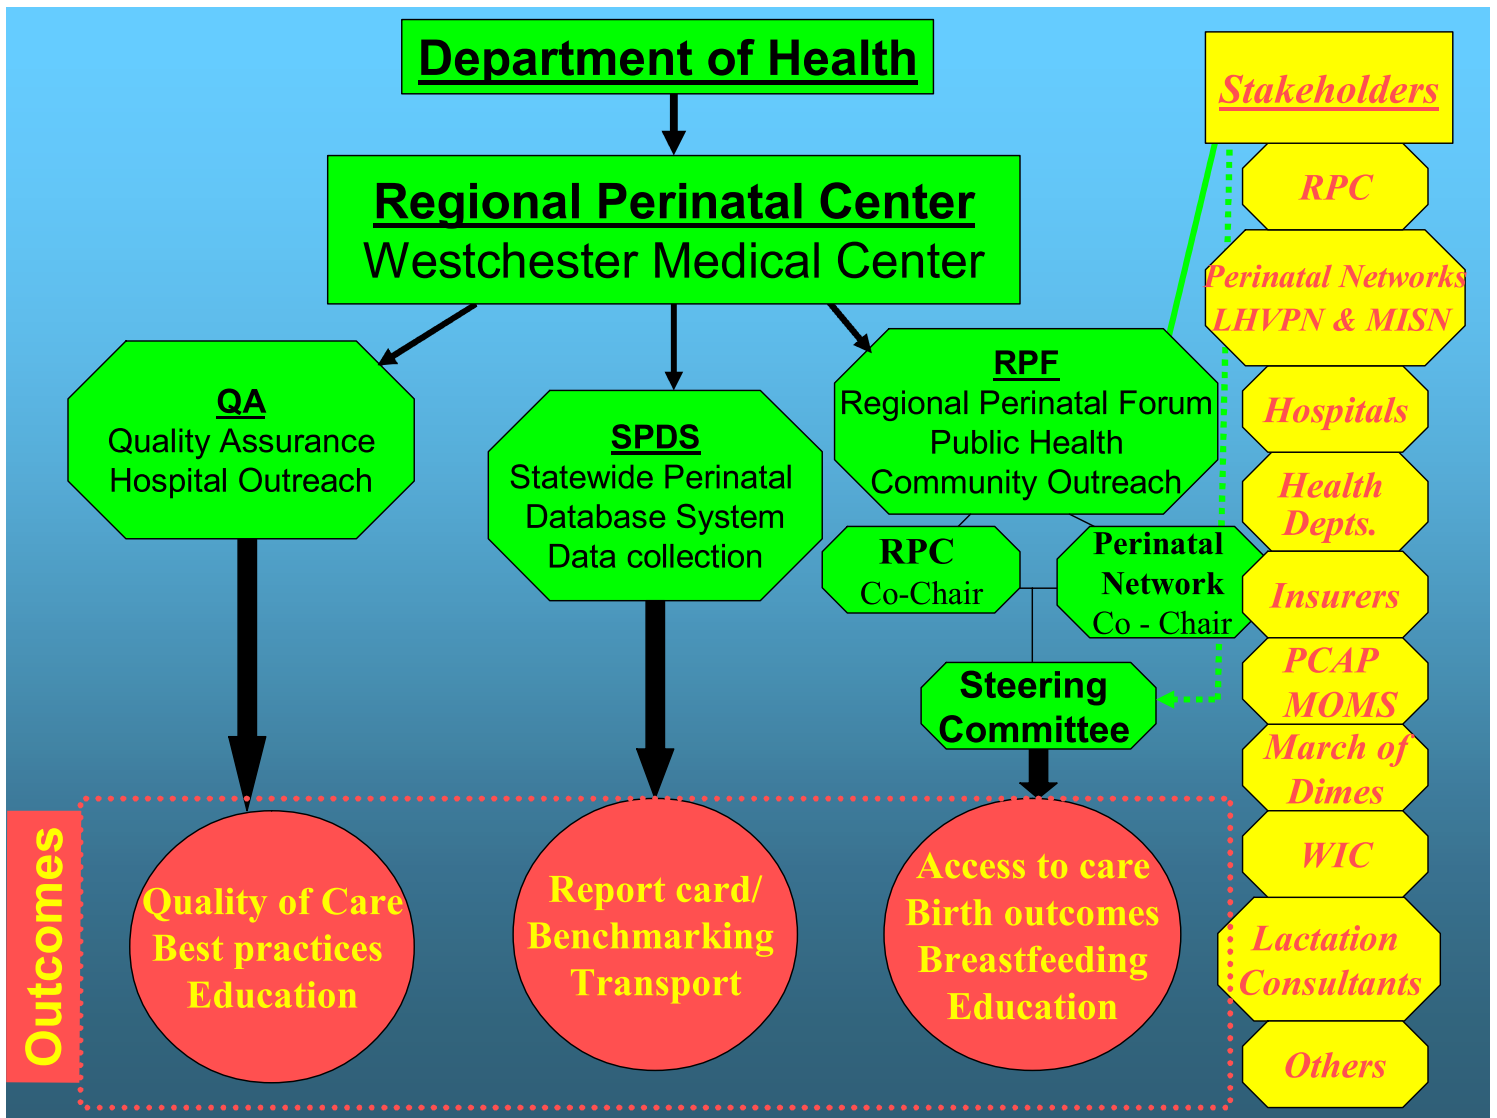 Department of Health
Regional Perinatal Center
Westchester Medical Center
QA
Quality Assurance
Hospital Outreach
SPDS
Statewide Perinatal
Database System
Data collection
RPF
Regional Perinatal Forum
Public Health
Community Outreach
RPC
Co-Chair
Perinatal
Network
Co - Chair
Steering
Committee
Outcomes
Quality of Care
Best practices
Education
Report card/
Benchmarking
Transport
Access to care
Birth outcomes
Breastfeeding
Education
Stakeholders
RPC
Perinatal Networks
LHVPN & MISN
Hospitals
Health
Depts.
Insurers
PCAP
MOMS
March of
Dimes
WIC
Lactation
Consultants
Others